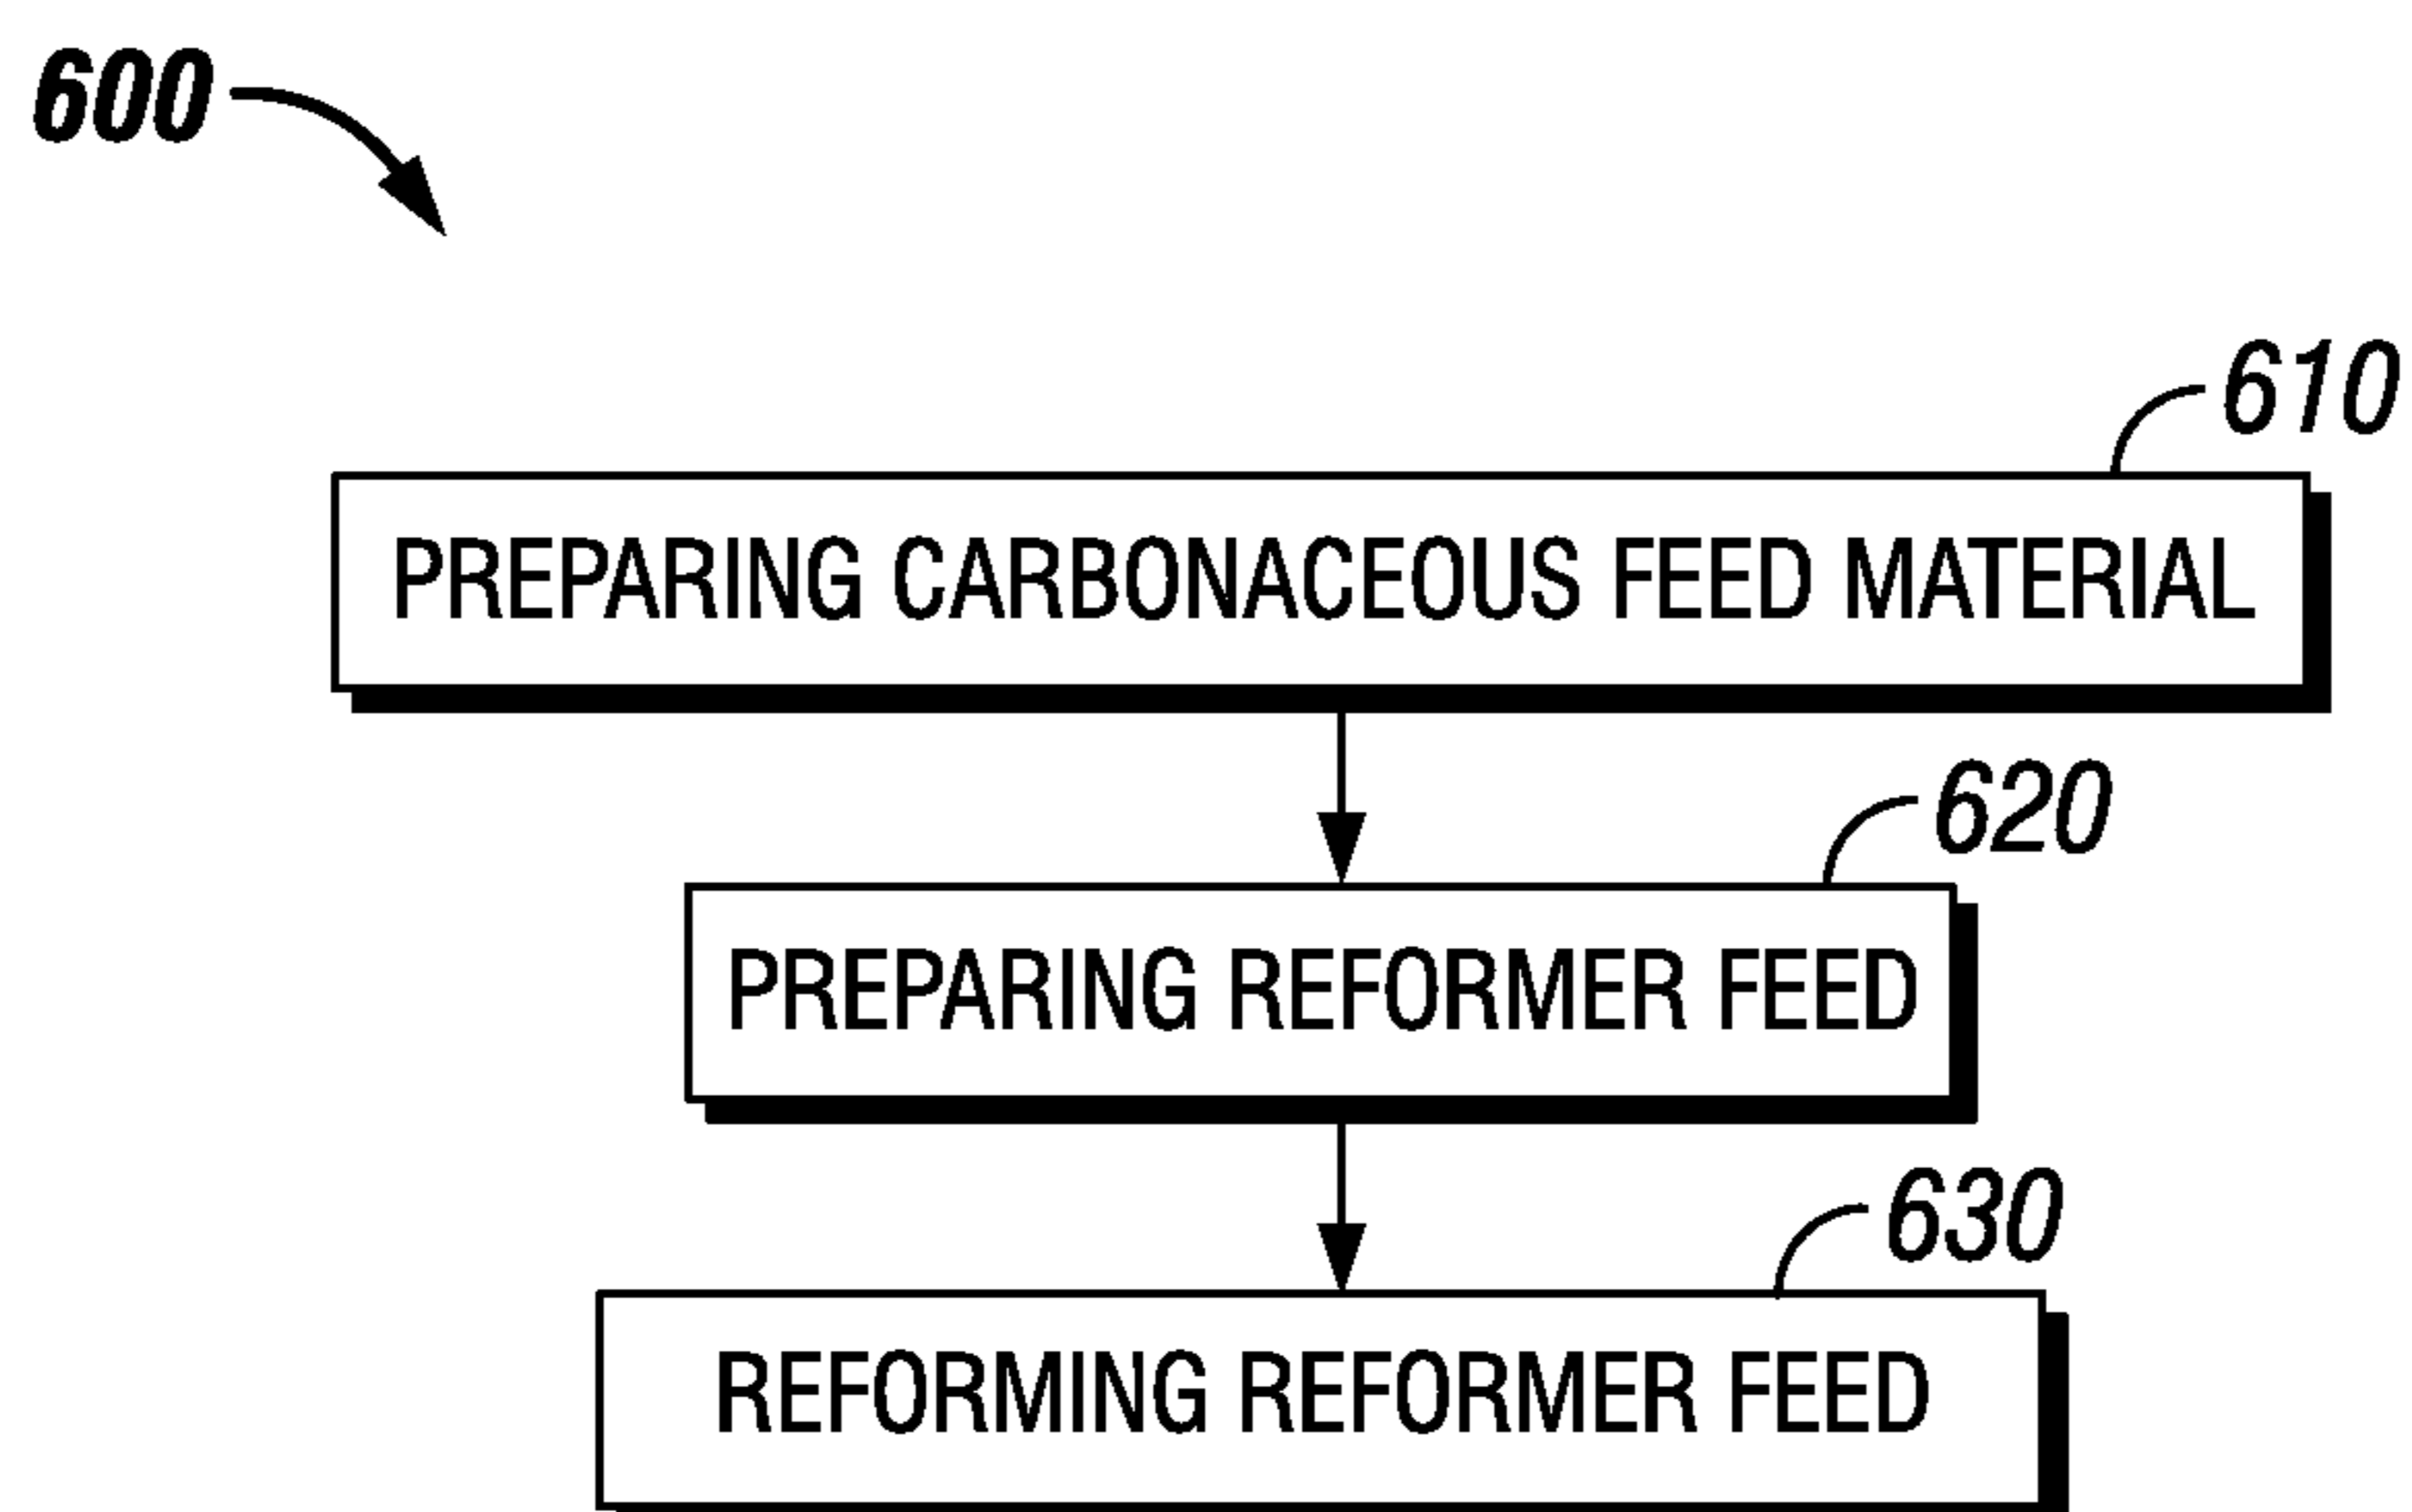 600
610
PREPARING CARBONACEOUS FEED MATERIAL
620
PREPARING REFORMER FEED
630
REFORMING REFORMER FEED